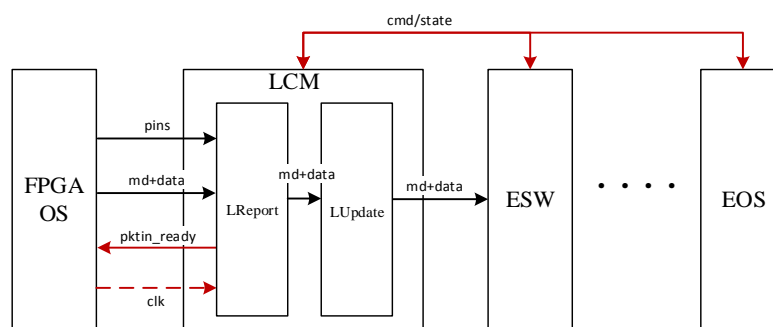 cmd/state
LCM
pins
md+data
FPGA
OS
md+data
md+data
LReport
LUpdate
ESW
. . . .
EOS
pktin_ready
clk